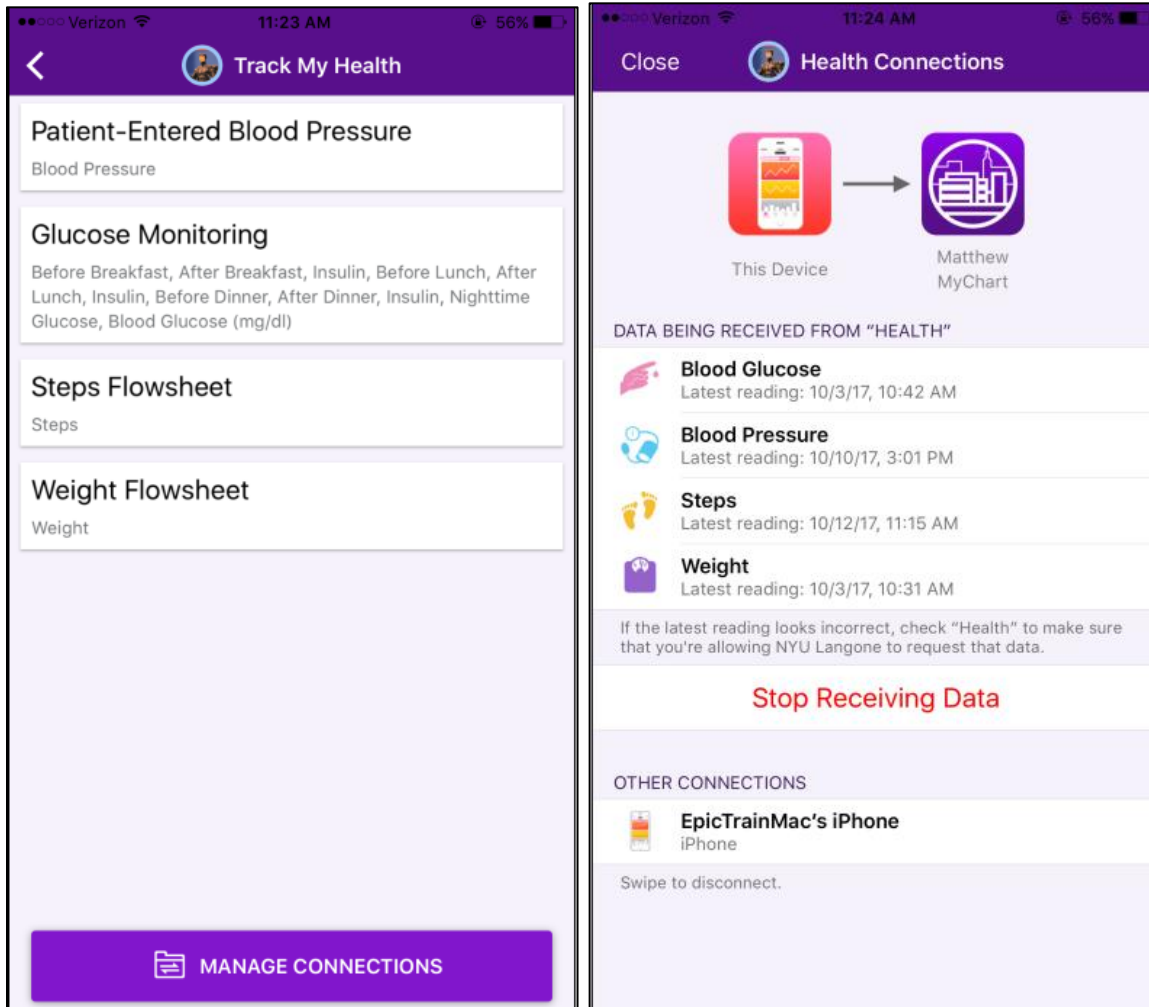 Verizon 11:23 AM 56%
Track My Health
Patient-Entered Blood Pressure
Blood Pressure
Glucose Monitoring
Before Breakfast, After Breakfast, Insulin, Before Lunch, After
Lunch, Insulin, Before Dinner, After Dinner, Insulin, Nighttime
Glucose, Blood Glucose (mg/dl)
Steps Flowsheet
Steps
Weight Flowsheet
Weight
MANAGE CONNECTIONS
Verizon 11:24 AM 56%
Close Health Connections
This Device
Matthew
MyChart
DATA BEING RECEIVED FROM “HEALTH”
Blood Glucose
Latest reading: 10/3/17, 10:42 AM
Blood Pressure
Latest reading: 10/10/17, 3:01 PM
Steps
Latest reading: 10/12/17, 11:15 AM
Weight
Latest reading: 10/3/17, 10:31 AM
If the latest reading looks incorrect, check “Health” to make sure
that you're allowing NYU Langone to request that data.
Stop Receiving Data
OTHER CONNECTIONS
EpicTrainMac’s iPhone
iPhone
Swipe to disconnect.